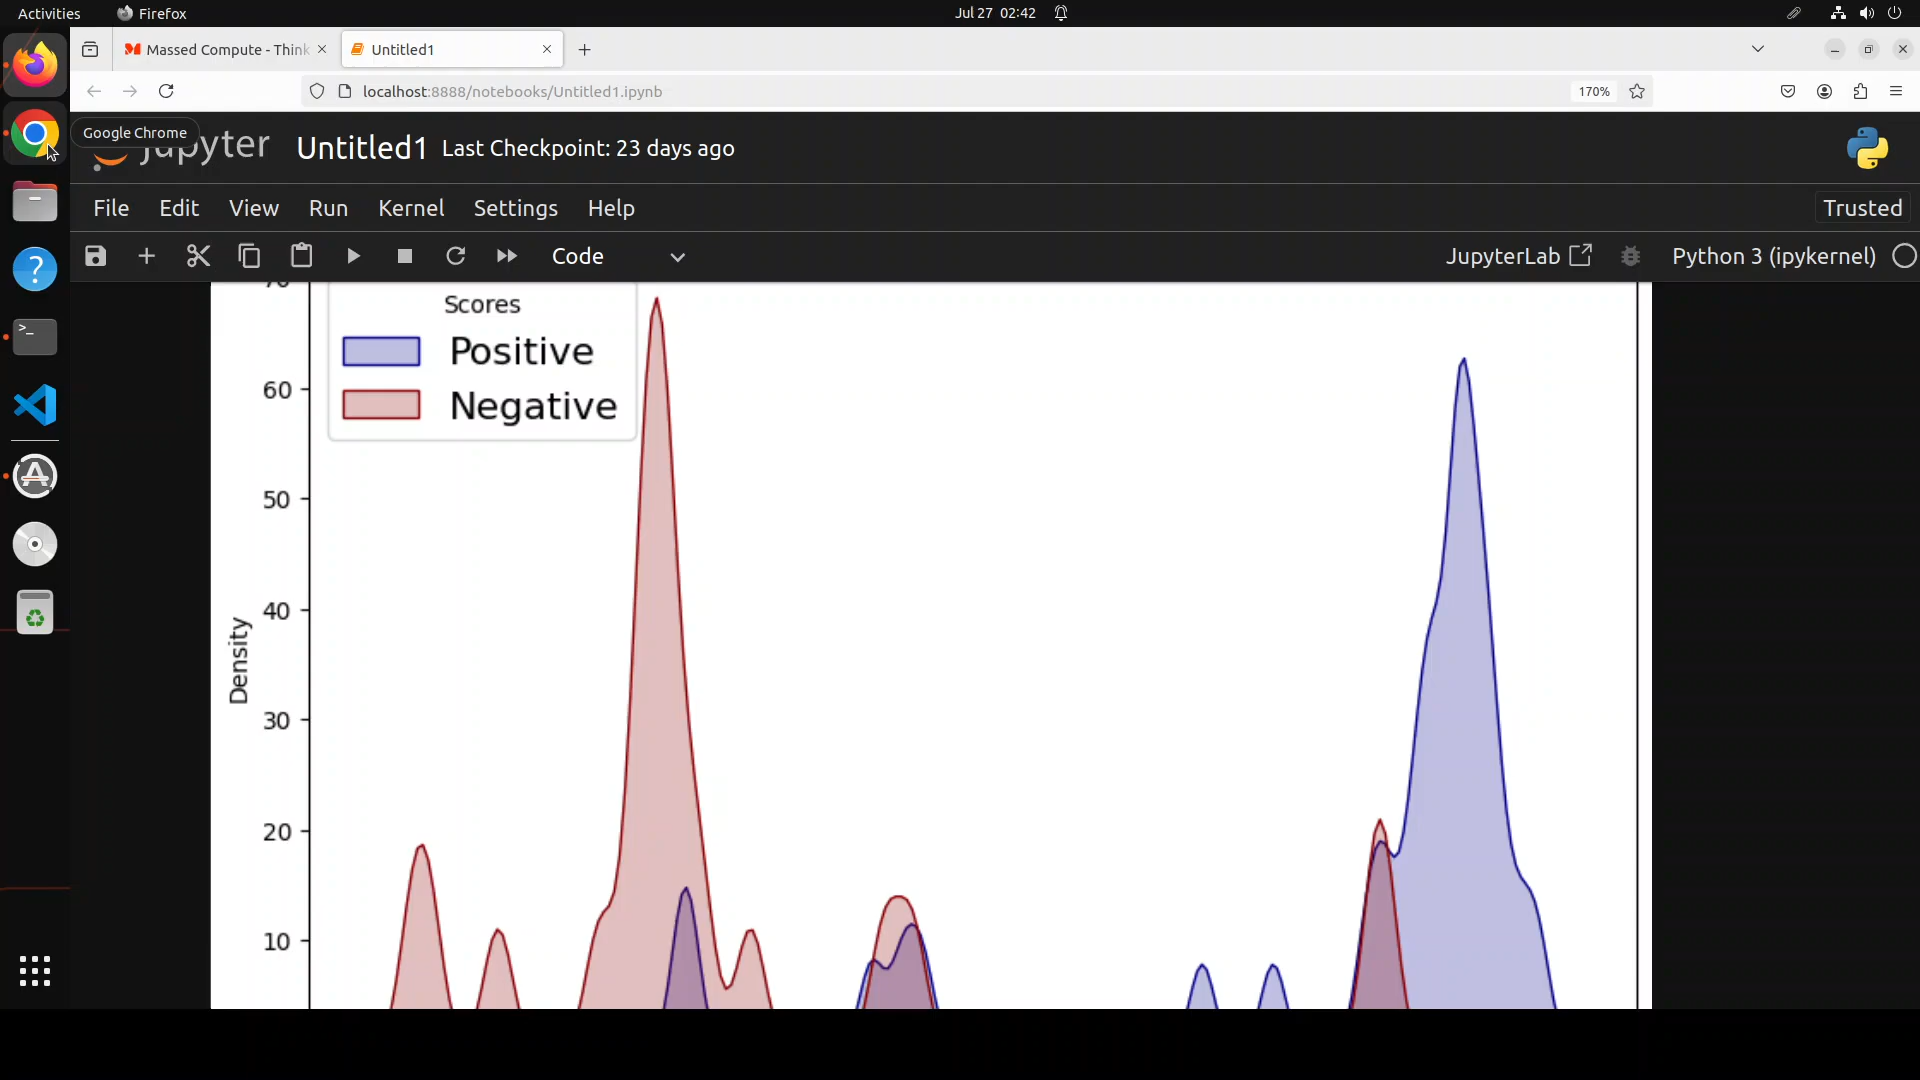 Activities Firefox Jul 27 02:42
Massed Compute - Think Untitled1
localhost:8888/notebooks/Untitled1.ipynb 170%
Google Chrome
jupyter Untitled1 Last Checkpoint: 23 days ago
File Edit View Run Kernel Settings Help Trusted
Code JupyterLab Python 3 (ipykernel)
70
Scores
Positive
Negative
60
50
40
30
20
10
Density